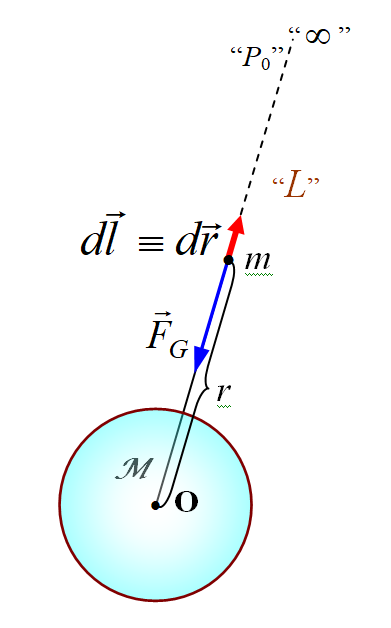 “P₀” “∞”
“L”
dl⃗ ≡ dr⃗
m
F⃗_G
r
ℳ
O